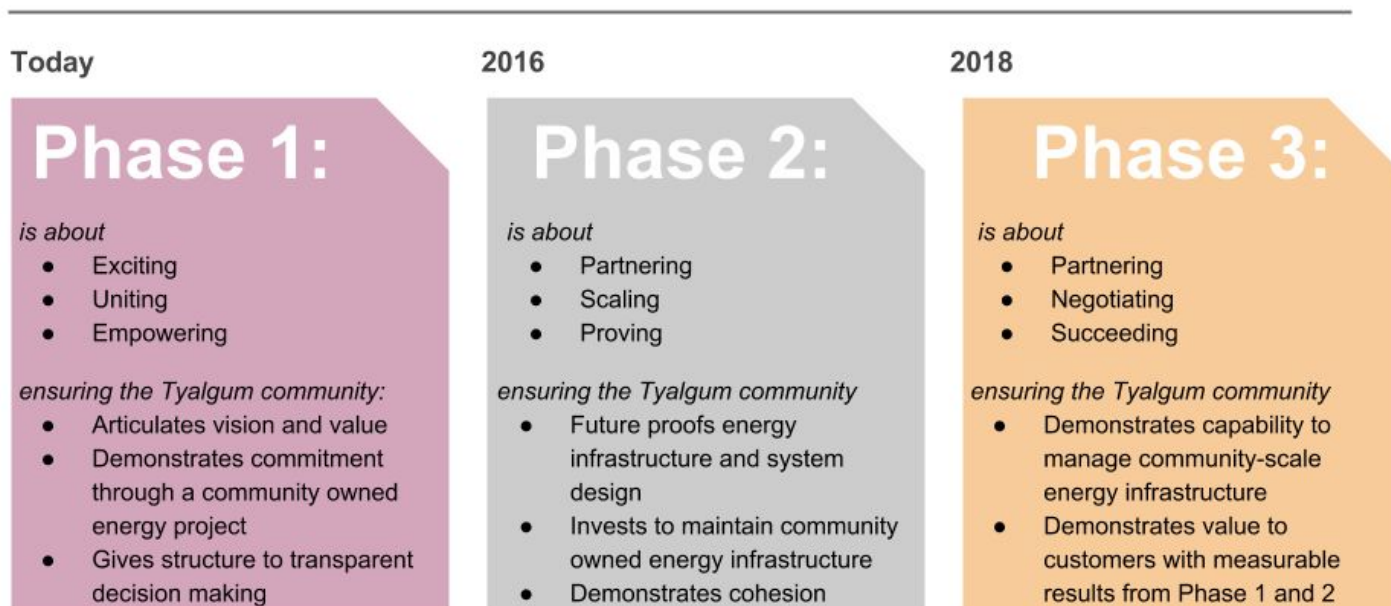 Today
2016
2018
Phase 1:
is about
● Exciting
● Uniting
● Empowering
ensuring the Tyalgum community:
● Articulates vision and value
● Demonstrates commitment
through a community owned
energy project
● Gives structure to transparent
decision making
Phase 2:
is about
● Partnering
● Scaling
● Proving
ensuring the Tyalgum community
● Future proofs energy
infrastructure and system
design
● Invests to maintain community
owned energy infrastructure
● Demonstrates cohesion
Phase 3:
is about
● Partnering
● Negotiating
● Succeeding
ensuring the Tyalgum community
● Demonstrates capability to
manage community-scale
energy infrastructure
● Demonstrates value to
customers with measurable
results from Phase 1 and 2